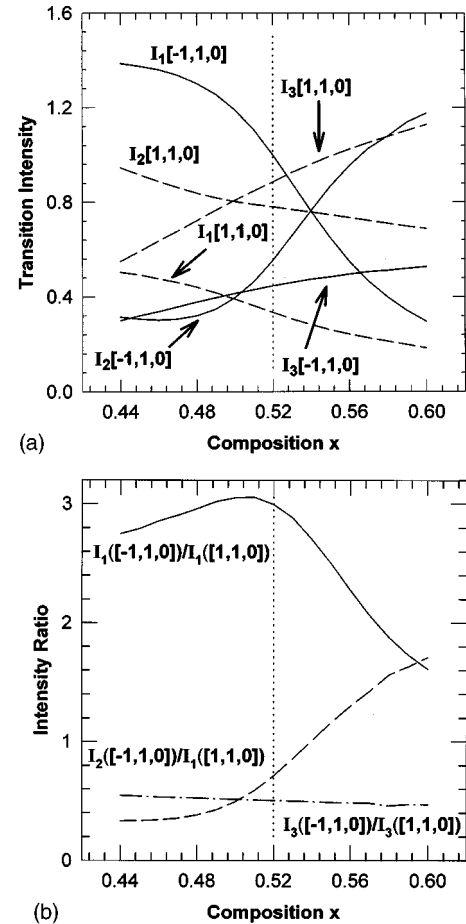 1.6
I₁[-1,1,0]
I₃[1,1,0]
1.2
I₂[1,1,0]
Transition Intensity
0.8
I₁[1,1,0]
0.4
I₂[-1,1,0]
I₃[-1,1,0]
0.0
0.44 0.48 0.52 0.56 0.60
(a)
Composition x
3
I₁([-1,1,0])/I₁([1,1,0])
2
Intensity Ratio
1
I₂([-1,1,0])/I₁([1,1,0])
I₃([-1,1,0])/I₃([1,1,0])
0
0.44 0.48 0.52 0.56 0.60
(b)
Composition x